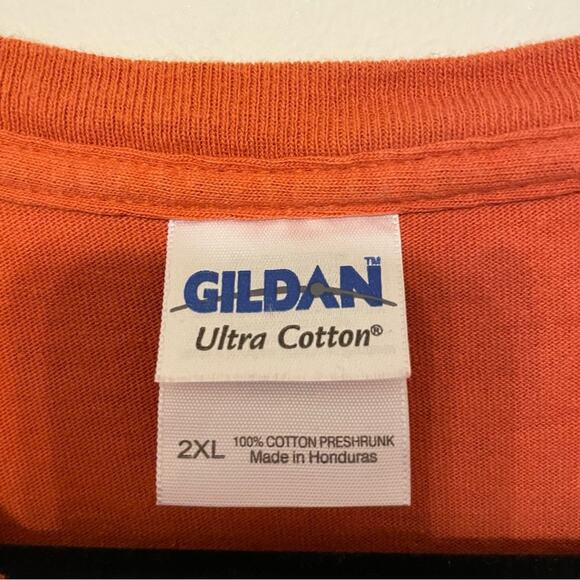 GILDAN™
Ultra Cotton®
2XL 100% COTTON PRESHRUNK
Made in Honduras